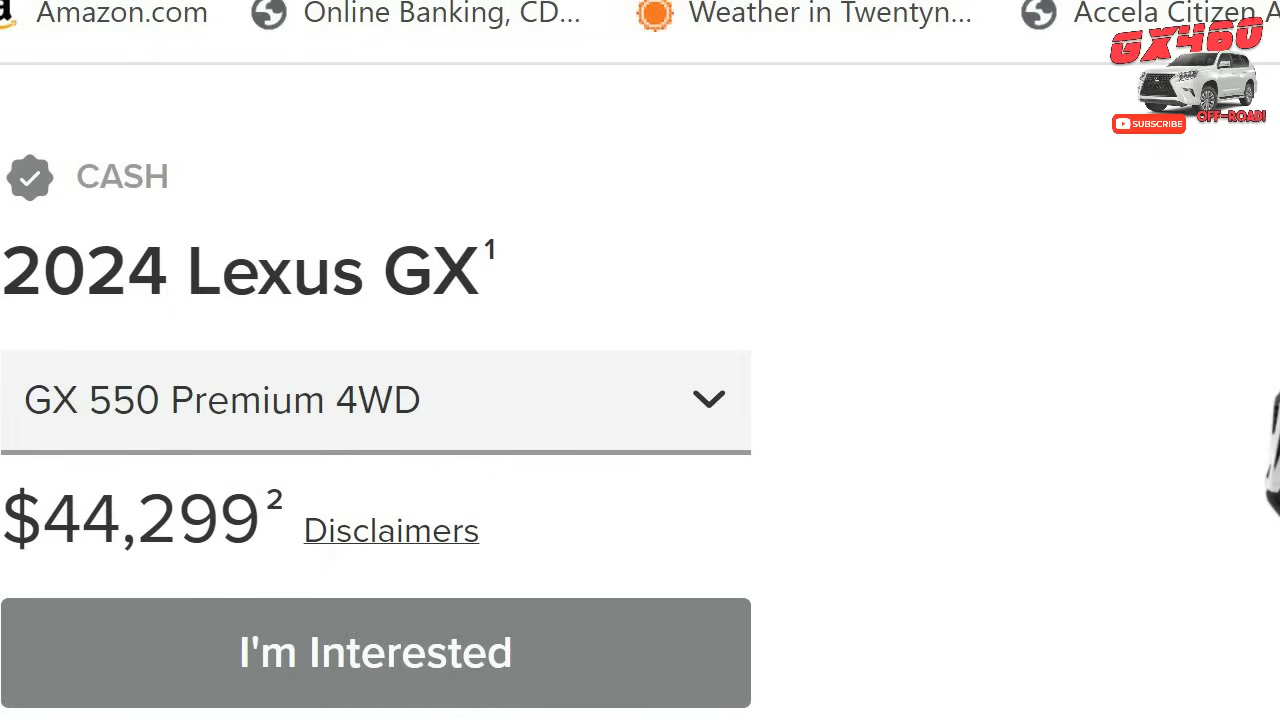 Amazon.com Online Banking, CD... Weather in Twentyn... Accela Citizen A
GX460
SUBSCRIBE OFF-ROAD!
CASH
2024 Lexus GX¹
GX 550 Premium 4WD
$44,299² Disclaimers
I'm Interested